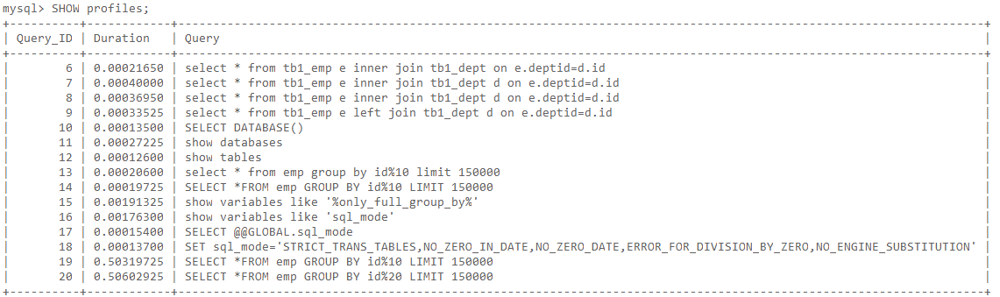 mysql> SHOW profiles;
+----------+------------+---------------------------------------------------------------------------------------------------------------+
| Query_ID | Duration | Query |
+----------+------------+---------------------------------------------------------------------------------------------------------------+
| 6 | 0.00021650 | select * from tb1_emp e inner join tb1_dept on e.deptid=d.id |
| 7 | 0.00040000 | select * from tb1_emp e inner join tb1_dept d on e.deptid=d.id |
| 8 | 0.00036950 | select * from tb1_emp e inner join tb1_dept d on e.deptid=d.id |
| 9 | 0.00033525 | select * from tb1_emp e left join tb1_dept d on e.deptid=d.id |
| 10 | 0.00013500 | SELECT DATABASE() |
| 11 | 0.00027225 | show databases |
| 12 | 0.00012600 | show tables |
| 13 | 0.00020600 | select * from emp group by id%10 limit 150000 |
| 14 | 0.00019725 | SELECT *FROM emp GROUP BY id%10 LIMIT 150000 |
| 15 | 0.00191325 | show variables like '%only_full_group_by%' |
| 16 | 0.00176300 | show variables like 'sql_mode' |
| 17 | 0.00015400 | SELECT @@GLOBAL.sql_mode |
| 18 | 0.00013700 | SET sql_mode='STRICT_TRANS_TABLES,NO_ZERO_IN_DATE,NO_ZERO_DATE,ERROR_FOR_DIVISION_BY_ZERO,NO_ENGINE_SUBSTITUTION' |
| 19 | 0.50319725 | SELECT *FROM emp GROUP BY id%10 LIMIT 150000 |
| 20 | 0.50602925 | SELECT *FROM emp GROUP BY id%20 LIMIT 150000 |
+----------+------------+---------------------------------------------------------------------------------------------------------------+